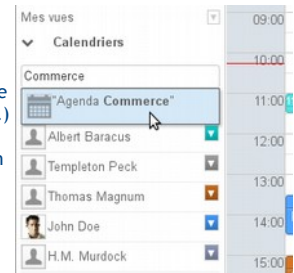 Mes vues
Calendriers
Commerce
"Agenda Commerce"
Albert Baracus
Templeton Peck
Thomas Magnum
John Doe
H.M. Murdock
09:00
10:00
11:00
12:00
13:00
14:00
15:00